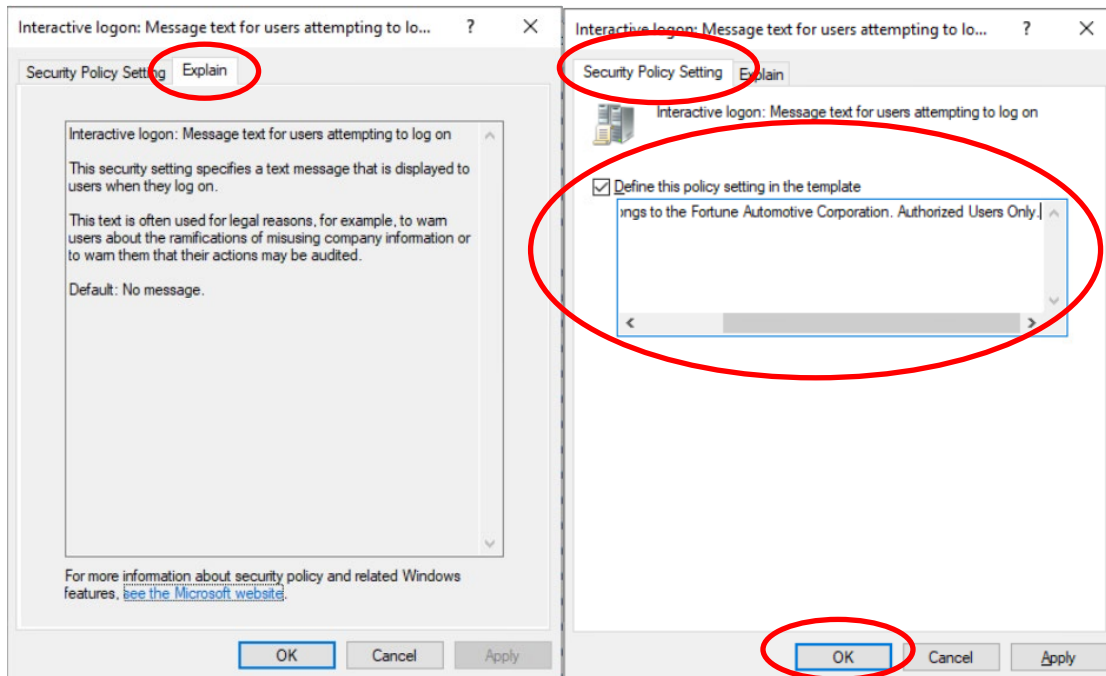 Interactive logon: Message text for users attempting to lo...
?
Security Policy Setting
Explain
Interactive logon: Message text for users attempting to log on
This security setting specifies a text message that is displayed to
users when they log on.
This text is often used for legal reasons, for example, to warn
users about the ramifications of misusing company information or
to warn them that their actions may be audited.
Default: No message.
For more information about security policy and related Windows
features, see the Microsoft website.
OK
Cancel
Apply
Interactive logon: Message text for users attempting to lo...
?
Security Policy Setting
Explain
Interactive logon: Message text for users attempting to log on
Define this policy setting in the template
ngs to the Fortune Automotive Corporation. Authorized Users Only.
OK
Cancel
Apply